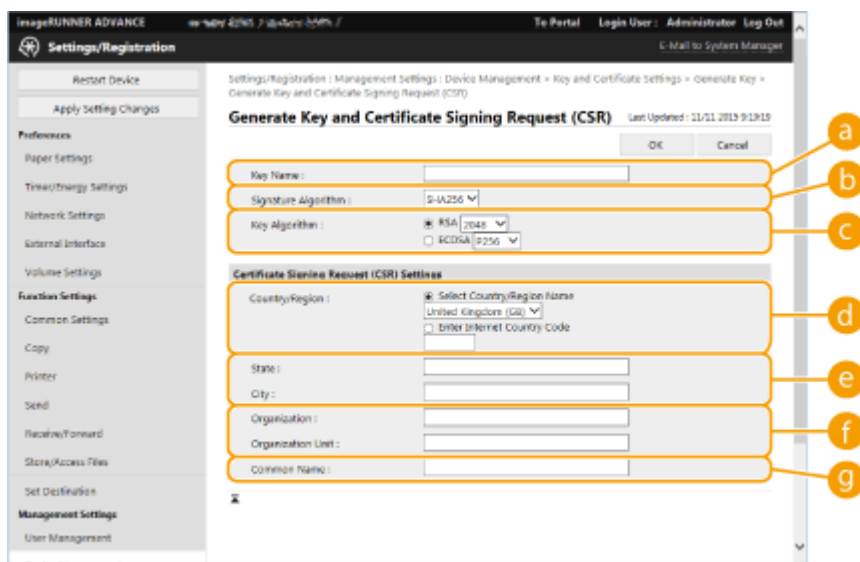 imageRUNNER ADVANCE
To Portal Login User : Administrator Log Out
Settings/Registration
E-Mail to System Manager
Restart Device
Apply Setting Changes
Preferences
Paper Settings
Timer/Energy Settings
Network Settings
External Interface
Volume Settings
Function Settings
Common Settings
Copy
Printer
Send
Receive/Forward
Store/Access Files
Set Destination
Management Settings
User Management
Settings/Registration : Management Settings : Device Management > Key and Certificate Settings > Generate Key >
Generate Key and Certificate Signing Request (CSR)
Generate Key and Certificate Signing Request (CSR)
Last Updated : 11/11 2015 9:19:19
OK Cancel
Key Name :
a
Signature Algorithm : SHA256
b
Key Algorithm : RSA 2048
ECDSA P256
c
Certificate Signing Request (CSR) Settings
Country/Region : Select Country/Region Name
United Kingdom (GB)
Enter Internet Country Code
d
State :
City :
e
Organization :
Organization Unit :
f
Common Name :
g